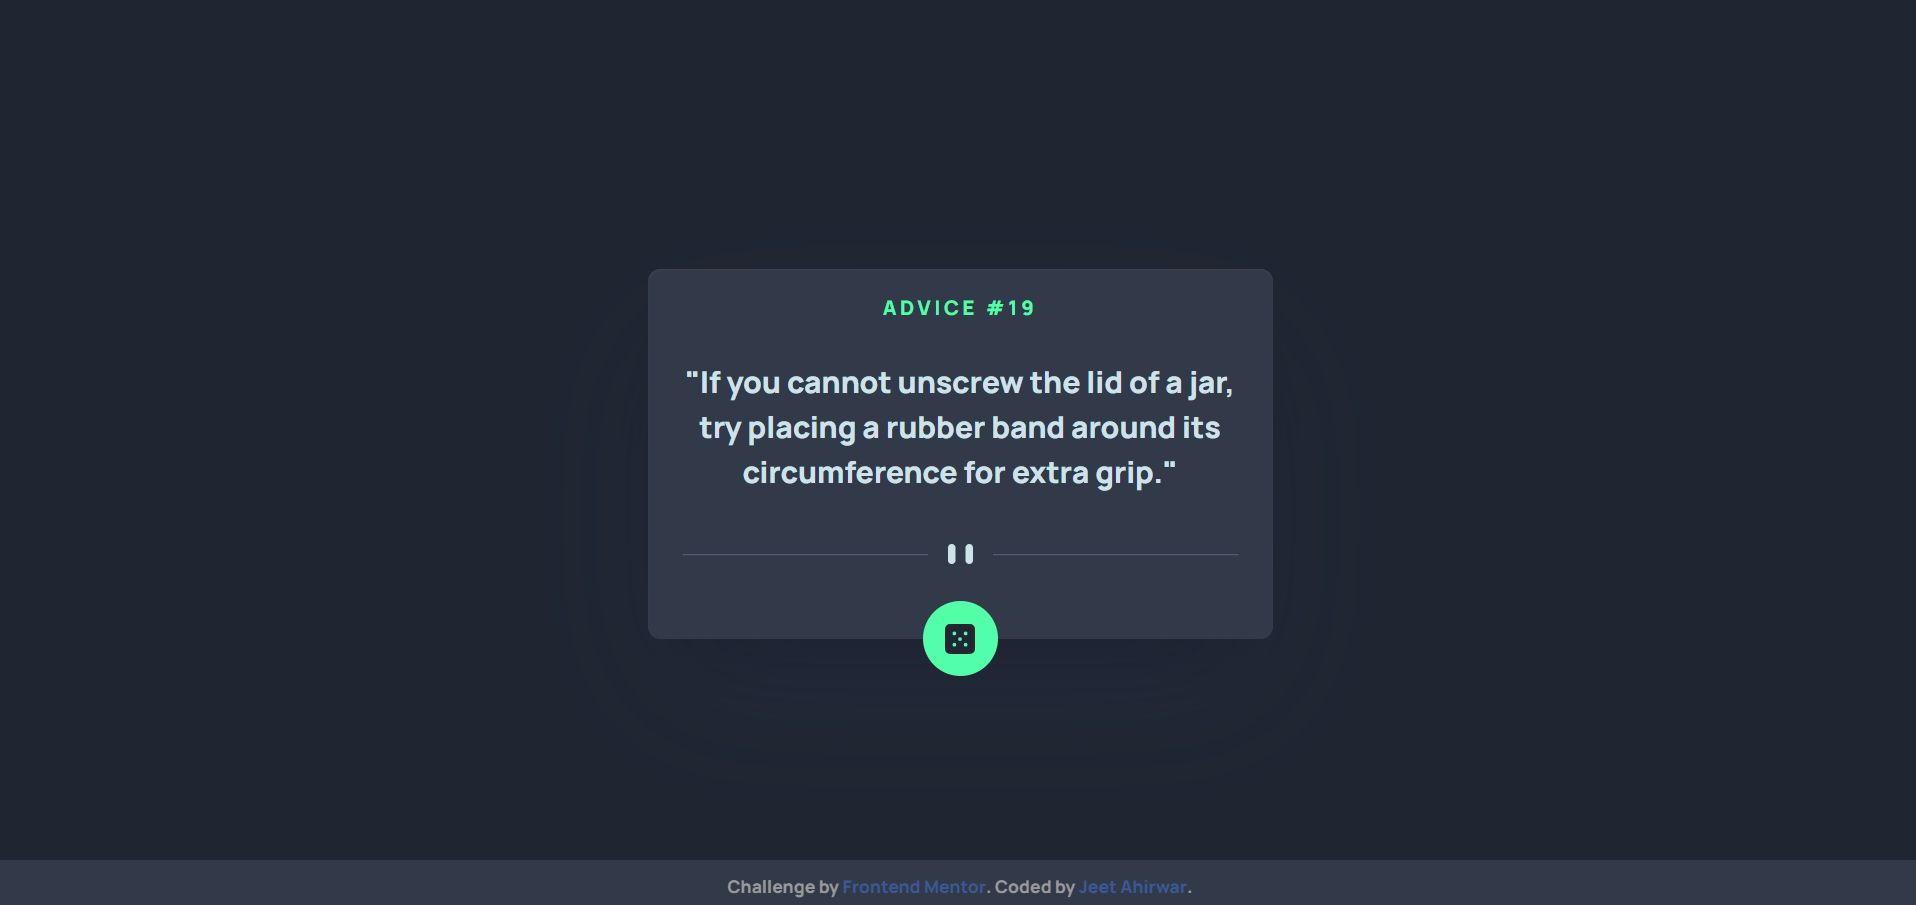 ADVICE #19
"If you cannot unscrew the lid of a jar,
try placing a rubber band around its
circumference for extra grip."
Challenge by Frontend Mentor. Coded by Jeet Ahirwar.